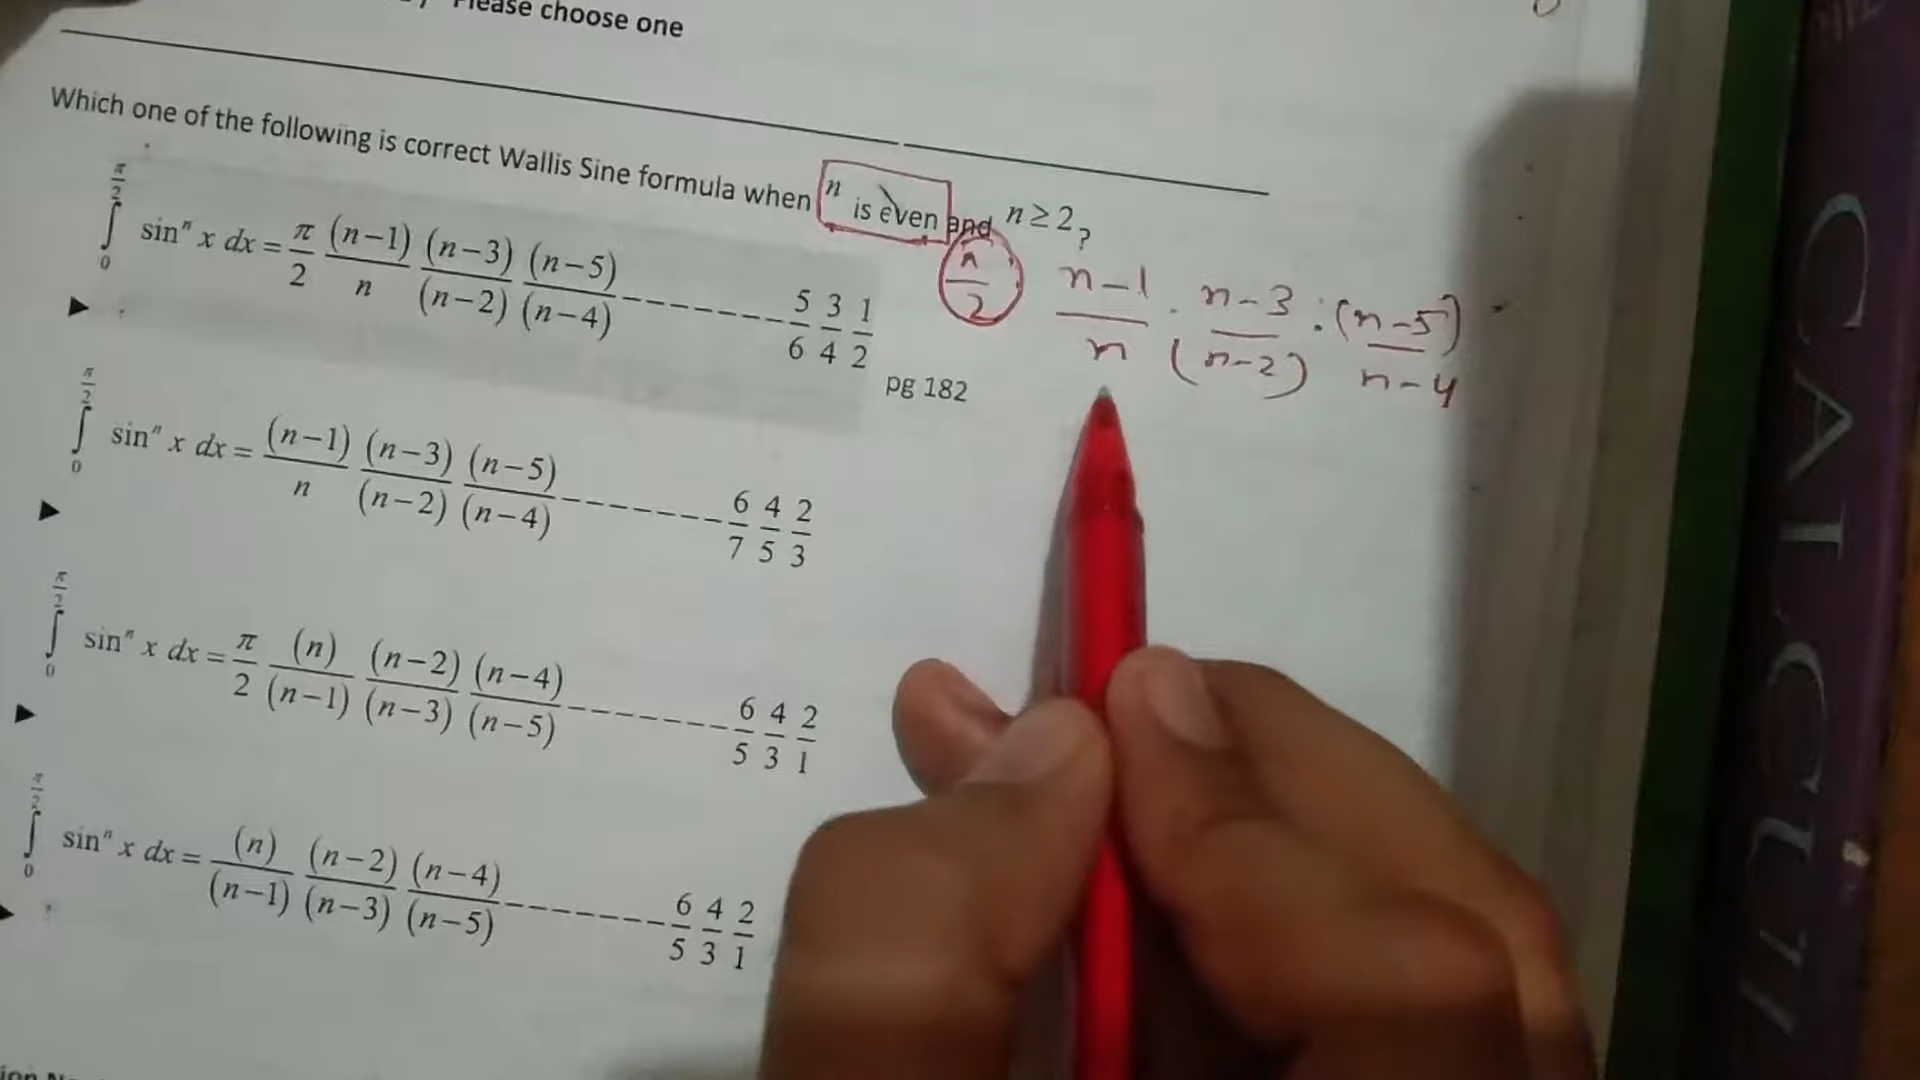 Please choose one
Which one of the following is correct Wallis Sine formula when n is even and n ≥ 2 ?
∫₀^{π/2} sinⁿ x dx = π/2 (n−1)/n (n−3)/(n−2) (n−5)/(n−4) -------- 5/6 3/4 1/2
pg 182
π/2 n-1/n . n-3/(n-2) . (n-5)/n-4
∫₀^{π/2} sinⁿ x dx = (n−1)/n (n−3)/(n−2) (n−5)/(n−4) -------- 6/7 4/5 2/3
∫₀^{π/2} sinⁿ x dx = π/2 (n)/(n−1) (n−2)/(n−3) (n−4)/(n−5) -------- 6/5 4/3 2/1
∫₀^{π/2} sinⁿ x dx = (n)/(n−1) (n−2)/(n−3) (n−4)/(n−5) -------- 6/5 4/3 2/1
CALCU